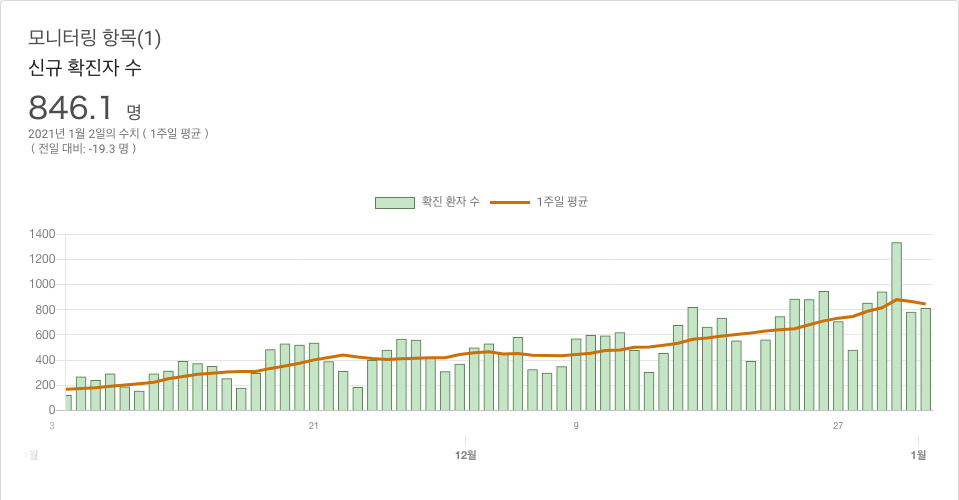 모니터링 항목(1)
신규 확진자 수
846.1 명
2021년 1월 2일의 수치 ( 1주일 평균 )
( 전일 대비: -19.3 명 )
확진 환자 수 1주일 평균
1400
1200
1000
800
600
400
200
0
3 21 9 27
1월 12월 1월